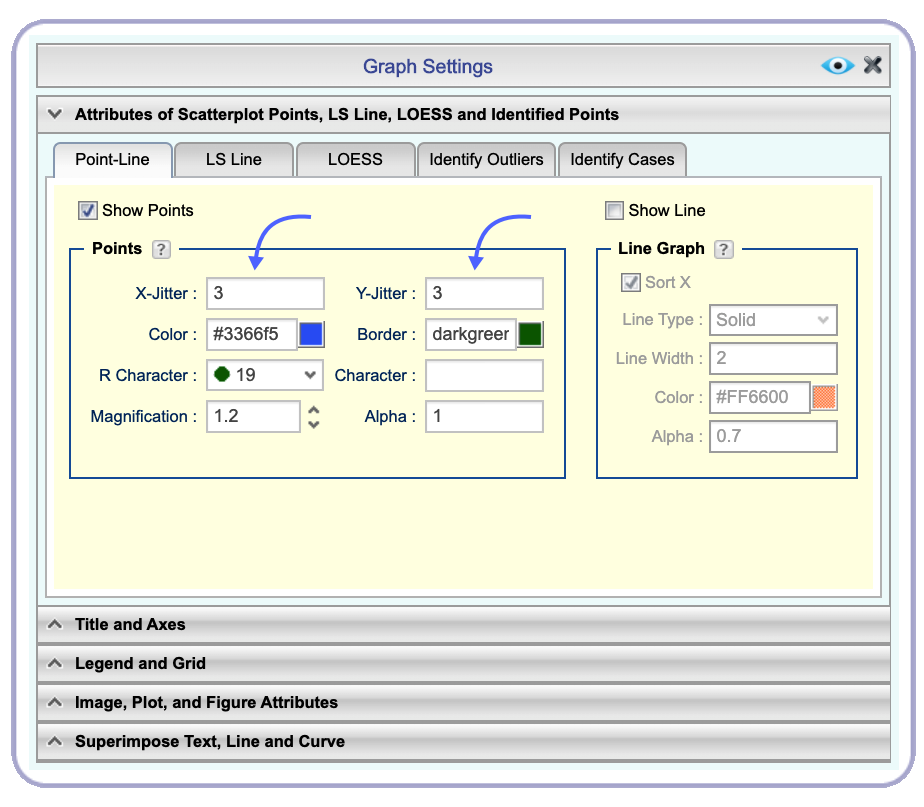 Graph Settings
Attributes of Scatterplot Points, LS Line, LOESS and Identified Points
Point-Line LS Line LOESS Identify Outliers Identify Cases
Show Points Show Line
Points ? Line Graph ?
X-Jitter : 3 Y-Jitter : 3 Sort X
Color : #3366f5 Border : darkgreer Line Type : Solid
R Character : 19 Character : Line Width : 2
Magnification : 1.2 Alpha : 1 Color : #FF6600
Alpha : 0.7
Title and Axes
Legend and Grid
Image, Plot, and Figure Attributes
Superimpose Text, Line and Curve